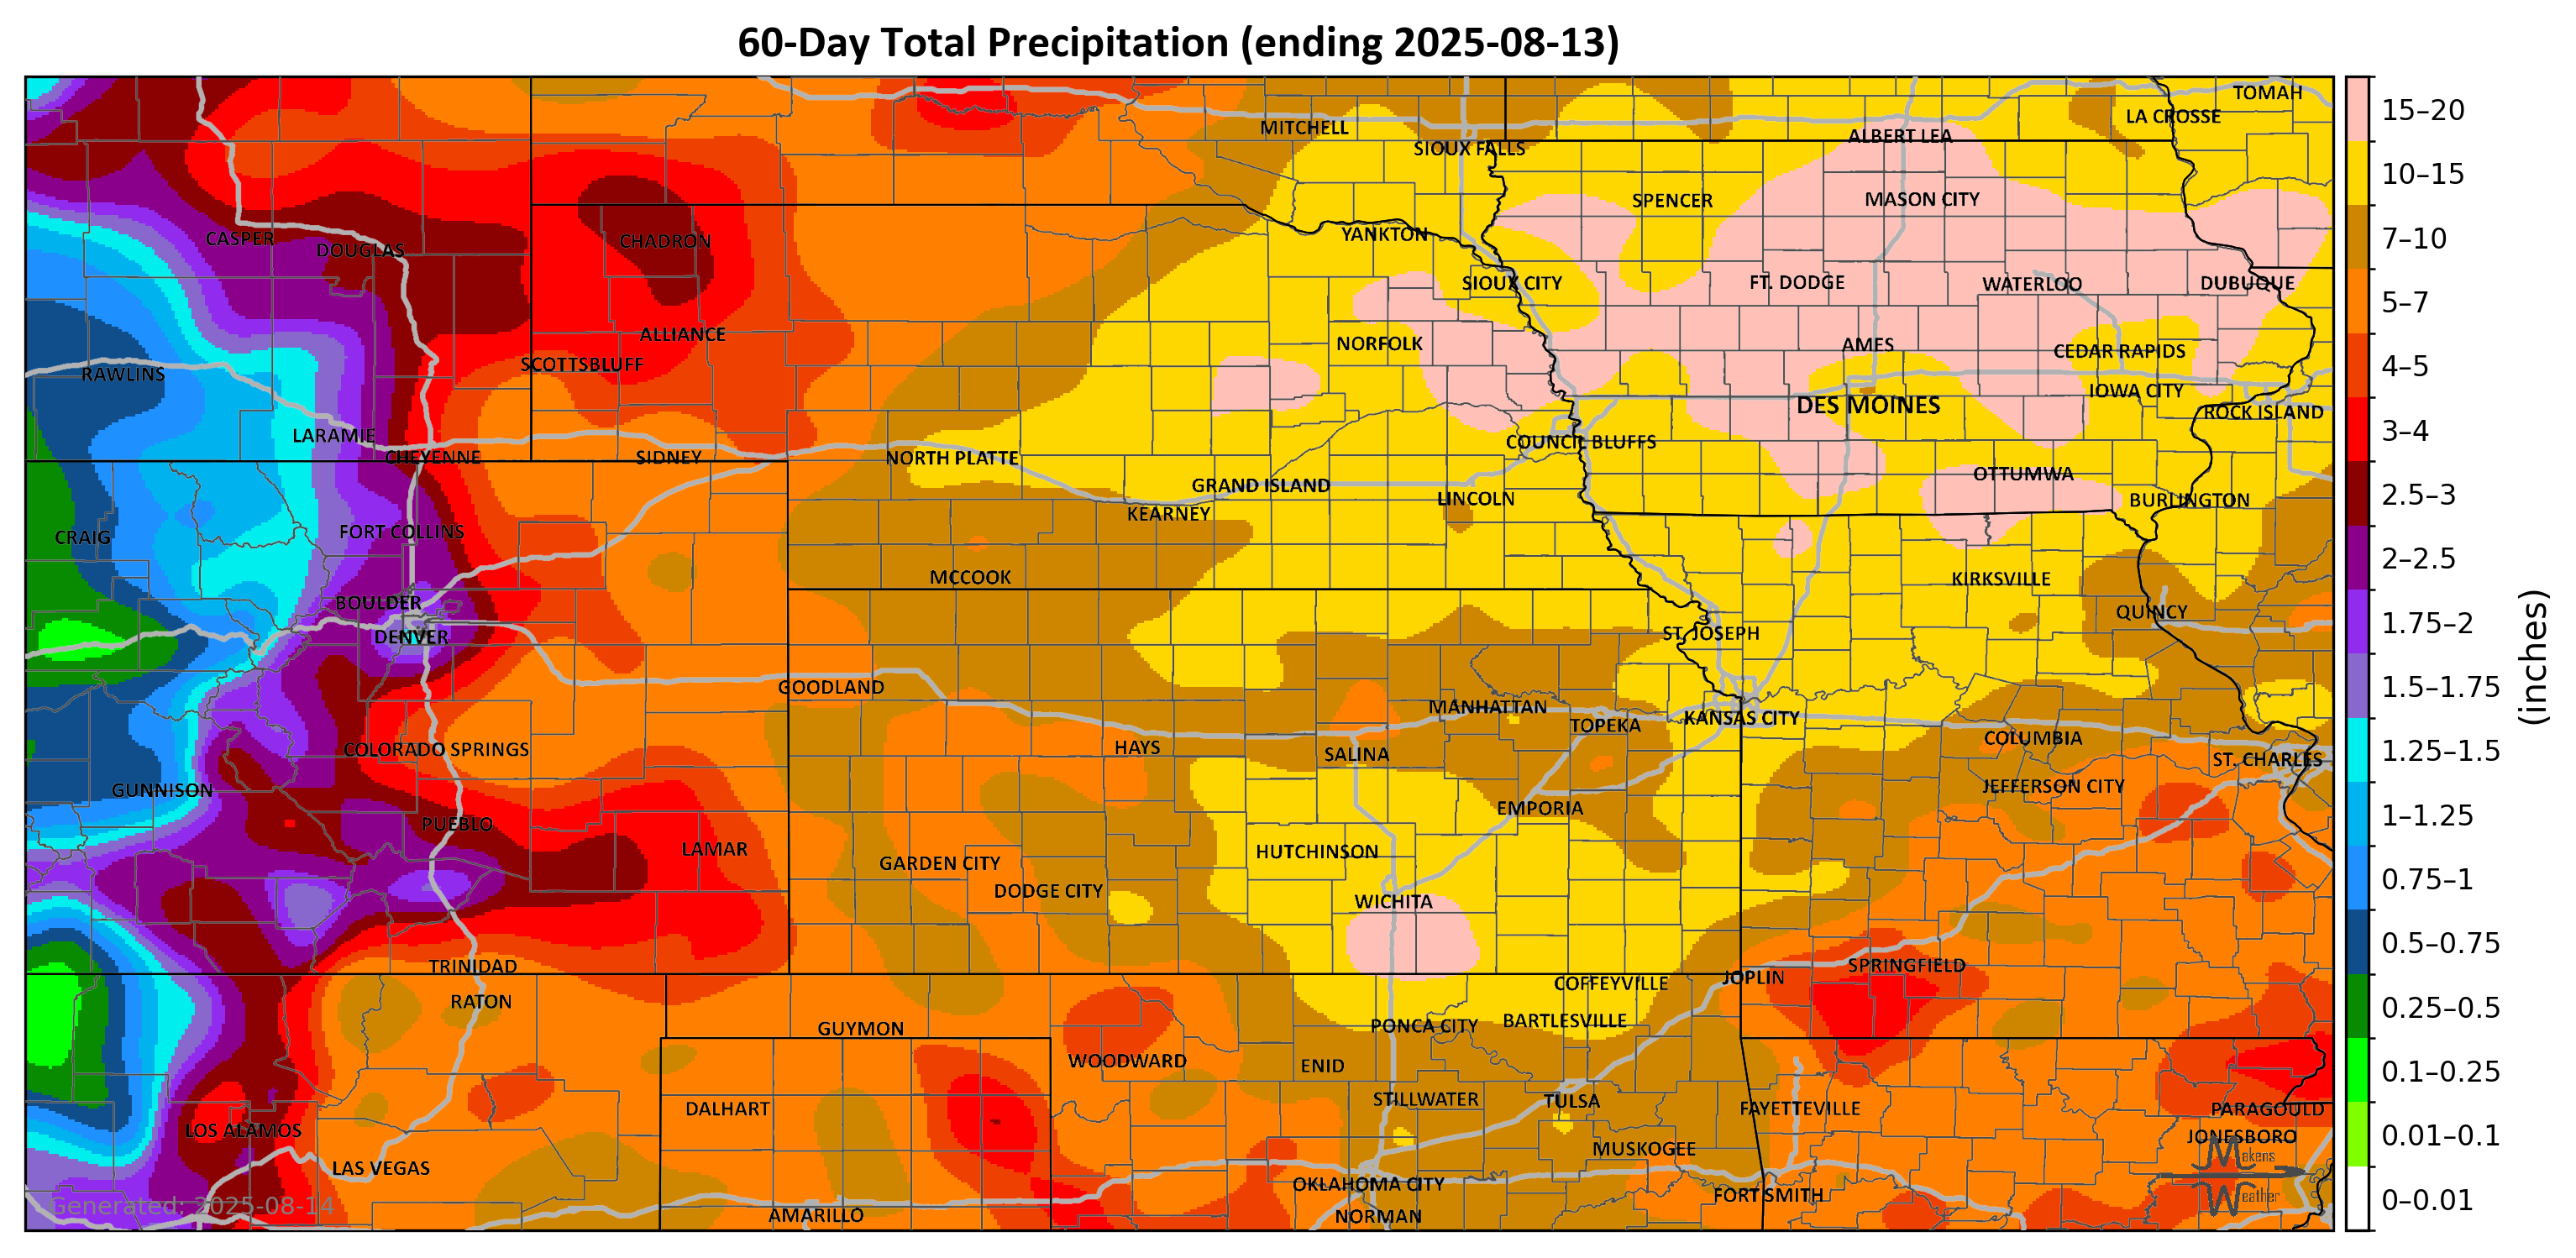 60-Day Total Precipitation (ending 2025-08-13)
TOMAH
LA CROSSE
MITCHELL
ALBERT LEA
SIOUX FALLS
SPENCER
MASON CITY
CASPER
DOUGLAS
CHADRON
YANKTON
SIOUX CITY
FT. DODGE
WATERLOO
DUBUQUE
ALLIANCE
NORFOLK
AMES
CEDAR RAPIDS
SCOTTSBLUFF
RAWLINS
IOWA CITY
DES MOINES
ROCK ISLAND
LARAMIE
COUNCIL BLUFFS
CHEYENNE
SIDNEY
NORTH PLATTE
OTTUMWA
GRAND ISLAND
LINCOLN
BURLINGTON
KEARNEY
FORT COLLINS
CRAIG
MCCOOK
KIRKSVILLE
BOULDER
QUINCY
DENVER
ST. JOSEPH
GOODLAND
MANHATTAN
TOPEKA
KANSAS CITY
COLUMBIA
COLORADO SPRINGS
HAYS
SALINA
ST. CHARLES
GUNNISON
JEFFERSON CITY
EMPORIA
PUEBLO
LAMAR
HUTCHINSON
GARDEN CITY
DODGE CITY
WICHITA
TRINIDAD
SPRINGFIELD
JOPLIN
COFFEYVILLE
RATON
BARTLESVILLE
PONCA CITY
GUYMON
WOODWARD
ENID
STILLWATER
TULSA
DALHART
FAYETTEVILLE
PARAGOULD
LOS ALAMOS
JONESBORO
MUSKOGEE
LAS VEGAS
OKLAHOMA CITY
FORT SMITH
AMARILLO
NORMAN
Generated: 2025-08-14
Makens
Weather
15–20
10–15
7–10
5–7
4–5
3–4
2.5–3
2–2.5
1.75–2
1.5–1.75
1.25–1.5
1–1.25
0.75–1
0.5–0.75
0.25–0.5
0.1–0.25
0.01–0.1
0–0.01
(inches)